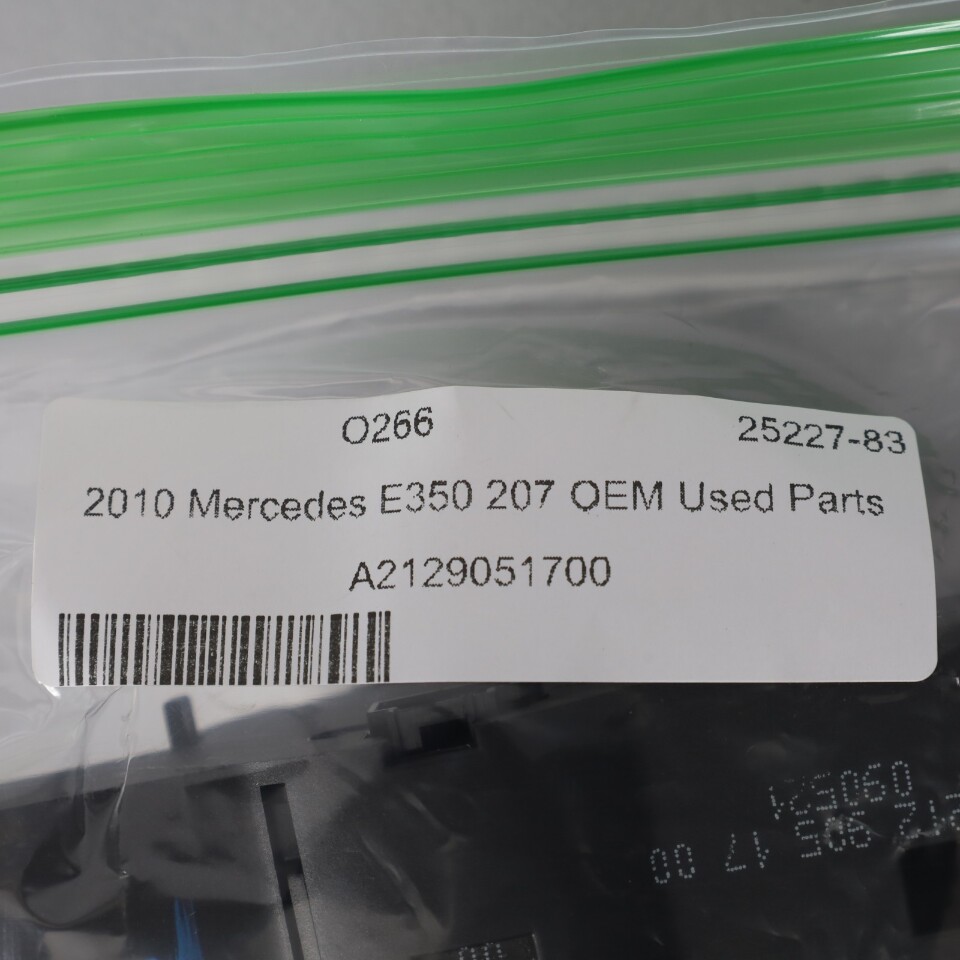 O266 25227-83
2010 Mercedes E350 207 OEM Used Parts
A2129051700